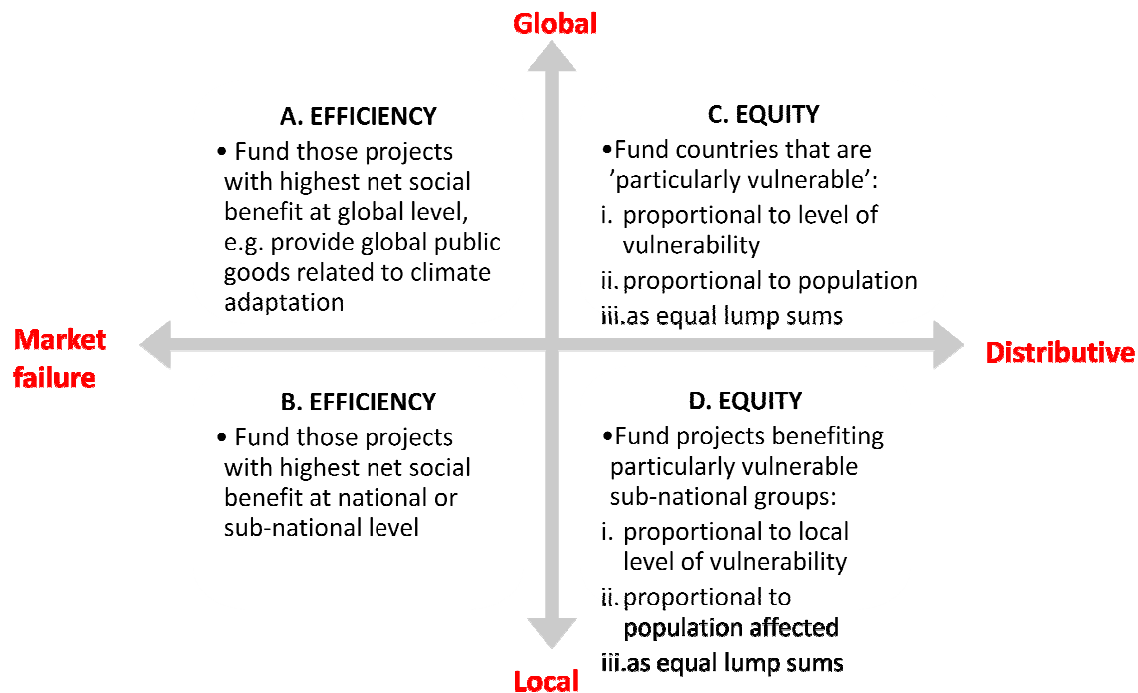 Global
A. EFFICIENCY
• Fund those projects
with highest net social
benefit at global level,
e.g. provide global public
goods related to climate
adaptation
C. EQUITY
•Fund countries that are
’particularly vulnerable’:
i. proportional to level of
vulnerability
ii. proportional to population
iii.as equal lump sums
Market
failure
Distributive
B. EFFICIENCY
• Fund those projects
with highest net social
benefit at national or
sub-national level
D. EQUITY
•Fund projects benefiting
particularly vulnerable
sub-national groups:
i. proportional to local
level of vulnerability
ii. proportional to
population affected
iii.as equal lump sums
Local